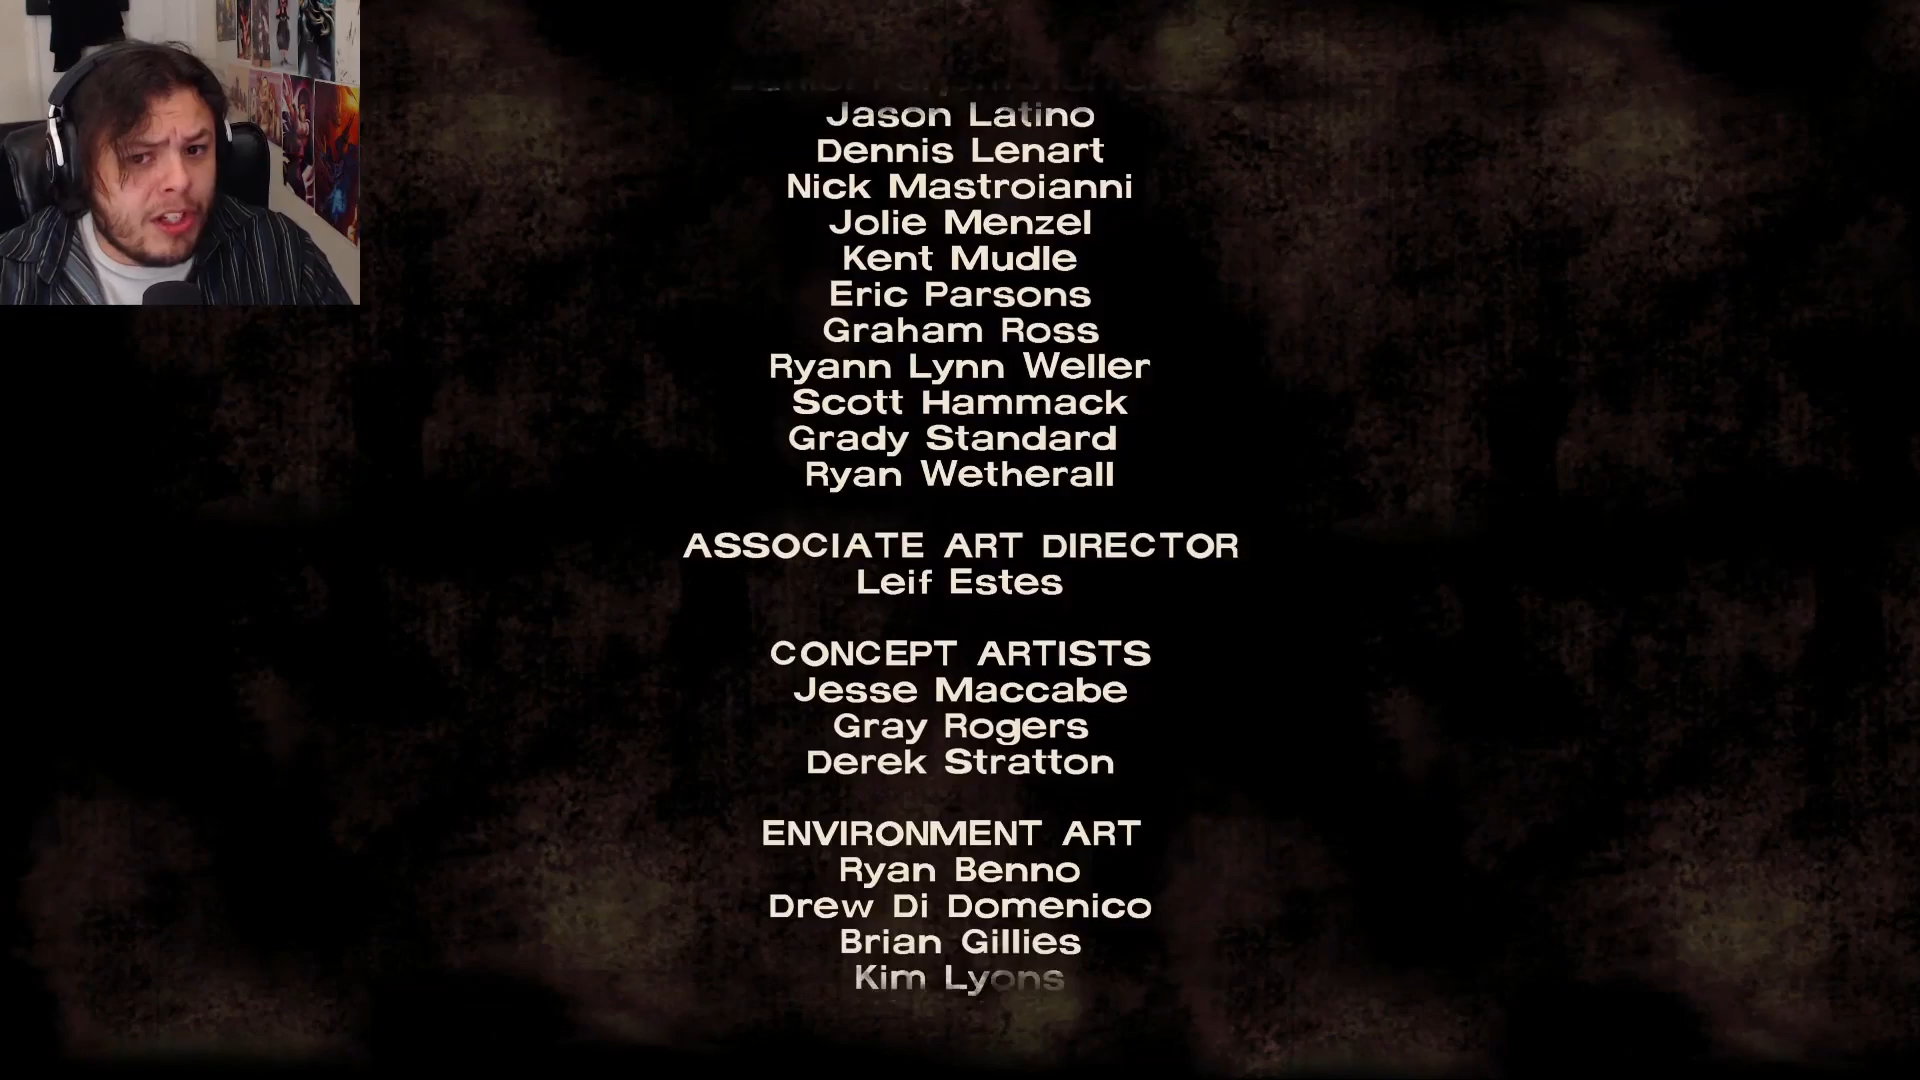 Jason Latino
Dennis Lenart
Nick Mastroianni
Jolie Menzel
Kent Mudle
Eric Parsons
Graham Ross
Ryann Lynn Weller
Scott Hammack
Grady Standard
Ryan Wetherall
ASSOCIATE ART DIRECTOR
Leif Estes
CONCEPT ARTISTS
Jesse Maccabe
Gray Rogers
Derek Stratton
ENVIRONMENT ART
Ryan Benno
Drew Di Domenico
Brian Gillies
Kim Lyons